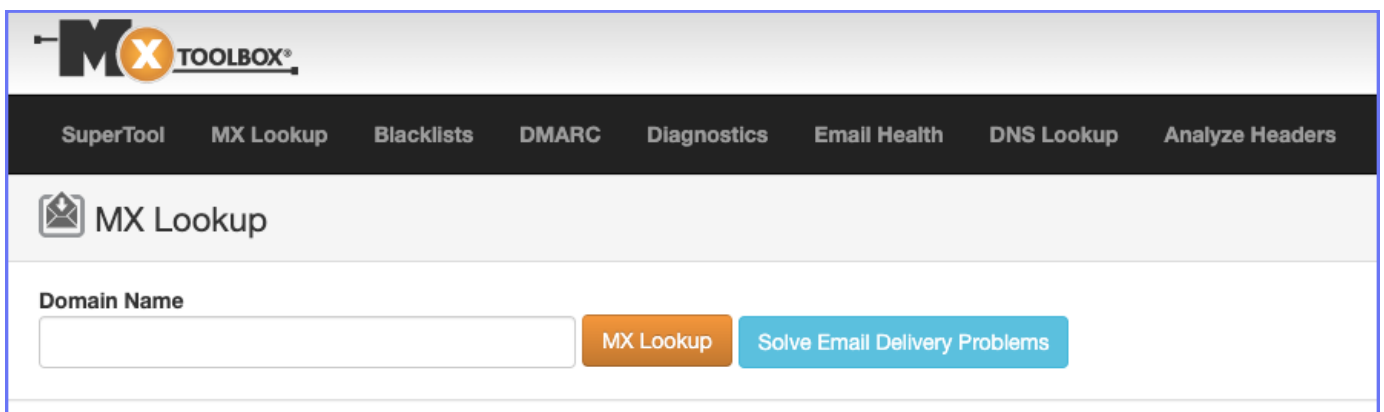 MX TOOLBOX®
SuperTool MX Lookup Blacklists DMARC Diagnostics Email Health DNS Lookup Analyze Headers
MX Lookup
Domain Name
MX Lookup Solve Email Delivery Problems